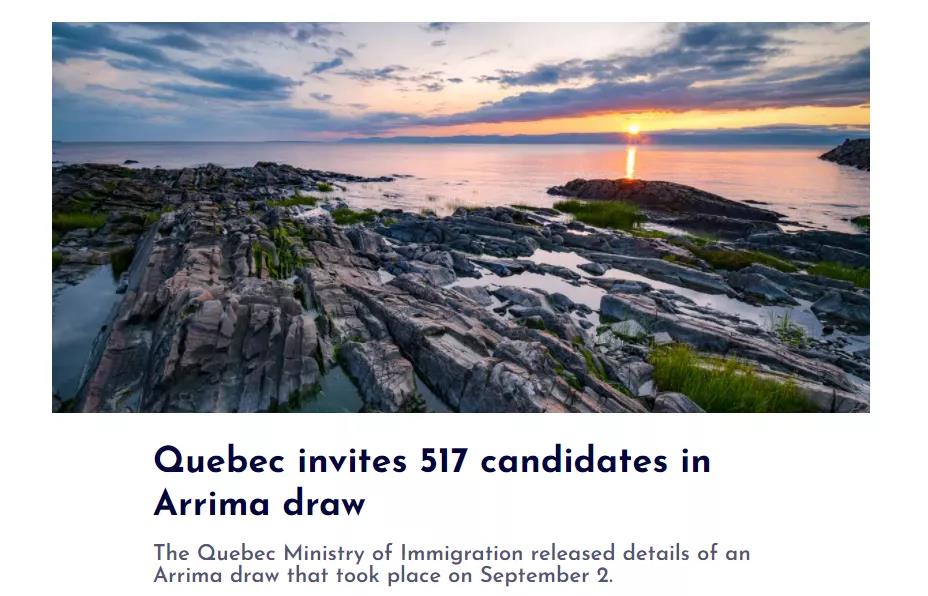 Quebec invites 517 candidates in
Arrima draw
The Quebec Ministry of Immigration released details of an
Arrima draw that took place on September 2.